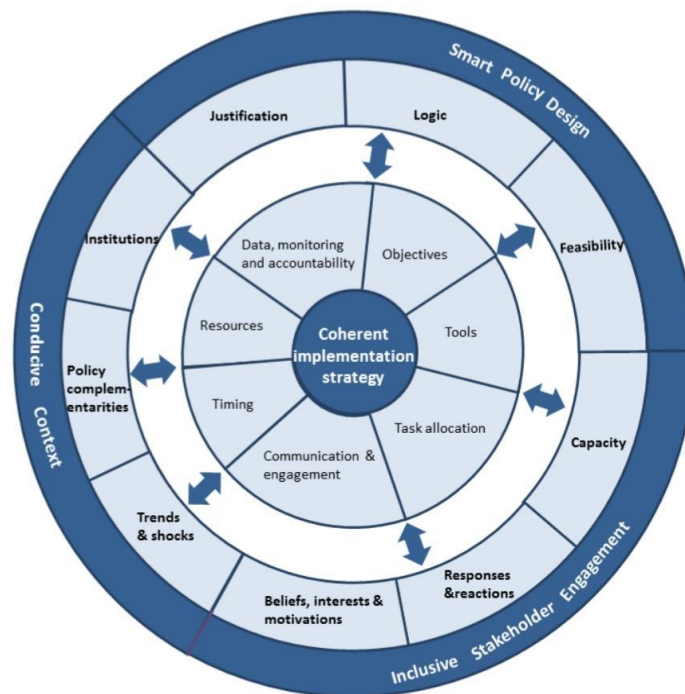 Smart Policy Design
Justification
Logic
Feasibility
Institutions
Policy
complem-
entarities
Trends
& shocks
Conducive Context
Capacity
Responses
&reactions
Beliefs, interests &
motivations
Inclusive Stakeholder Engagement
Data, monitoring
and accountability
Objectives
Resources
Tools
Timing
Task allocation
Communication &
engagement
Coherent
implementation
strategy